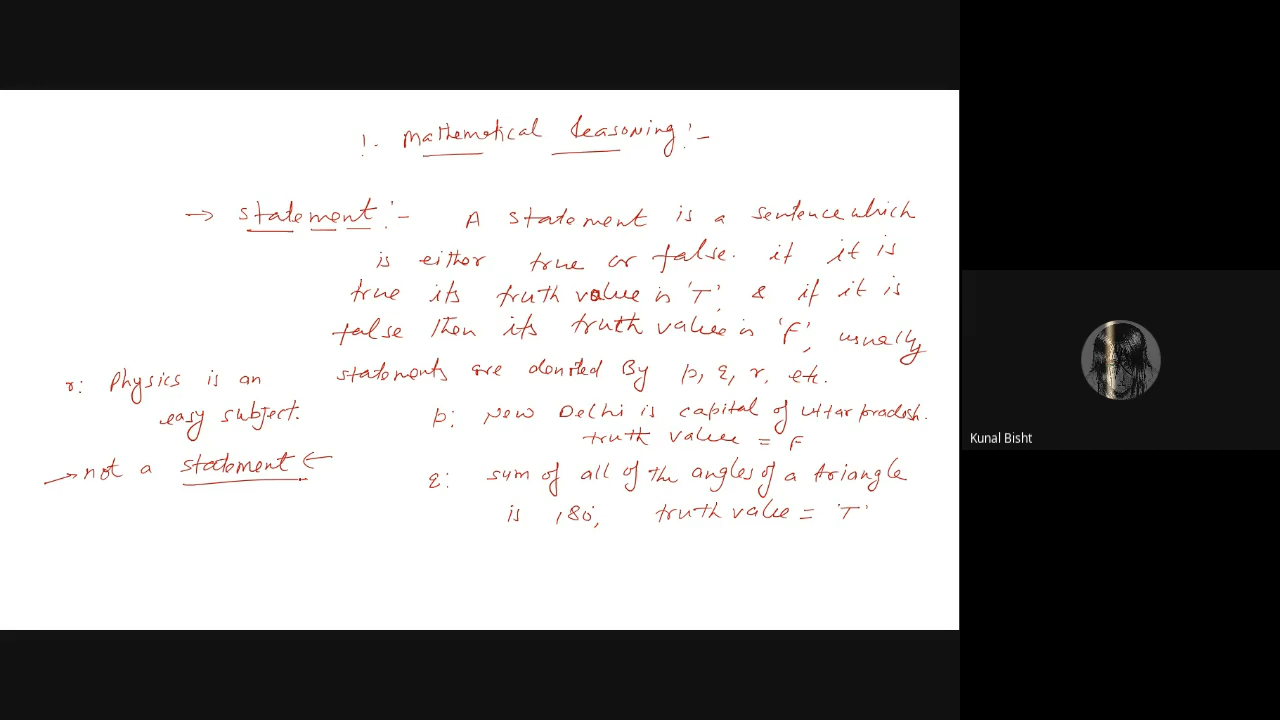 1. Mathematical Reasoning :-
→ statement :- A statement is a sentence which
is either true or false. if it is
true its truth value is 'T', & if it is
false then its truth value is 'F', usually
statements are denoted By p, q, r, etc.
p: New Delhi is capital of Uttar pradesh.
truth value = F
q: sum of all of the angles of a triangle
is 180°, truth value = 'T'
r: Physics is an
easy subject.
→ not a statement ←
Kunal Bisht